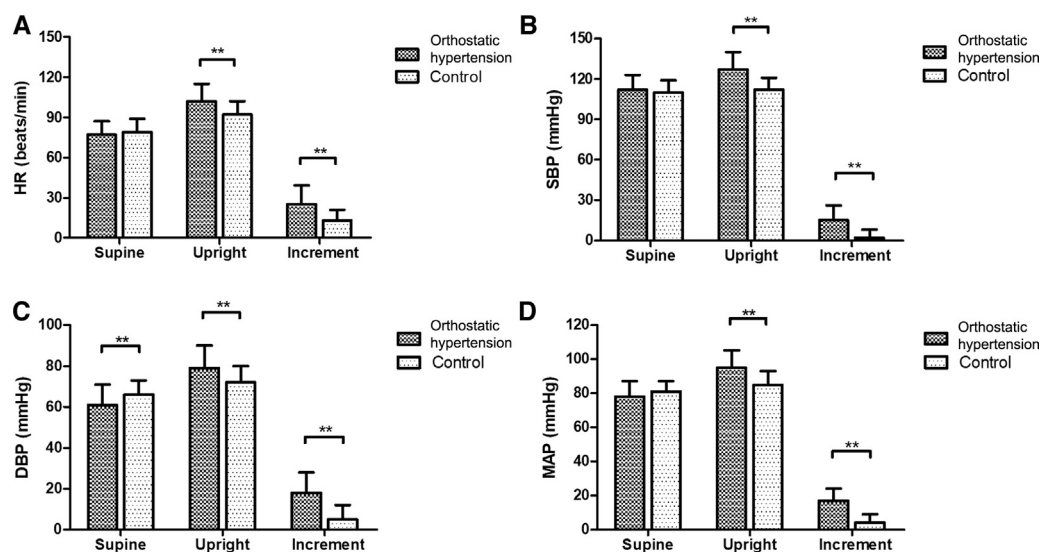 A
150
120
90
60
30
0
HR (beats/min)
**
**
Supine
Upright
Increment
Orthostatic
hypertension
Control
B
150
120
90
60
30
0
SBP (mmHg)
**
**
Supine
Upright
Increment
Orthostatic
hypertension
Control
C
100
80
60
40
20
0
DBP (mmHg)
**
**
**
Supine
Upright
Increment
Orthostatic
hypertension
Control
D
120
100
80
60
40
20
0
MAP (mmHg)
**
**
Supine
Upright
Increment
Orthostatic
hypertension
Control